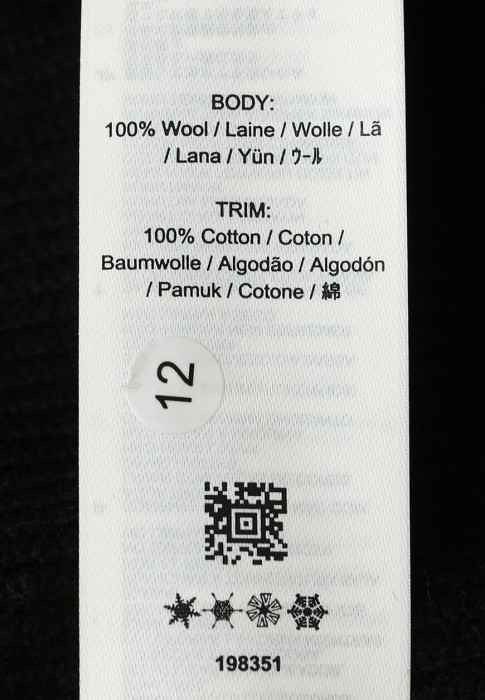 BODY:
100% Wool / Laine / Wolle / Lã
/ Lana / Yün / ウール
TRIM:
100% Cotton / Coton /
Baumwolle / Algodão / Algodón
/ Pamuk / Cotone / 綿
12
198351